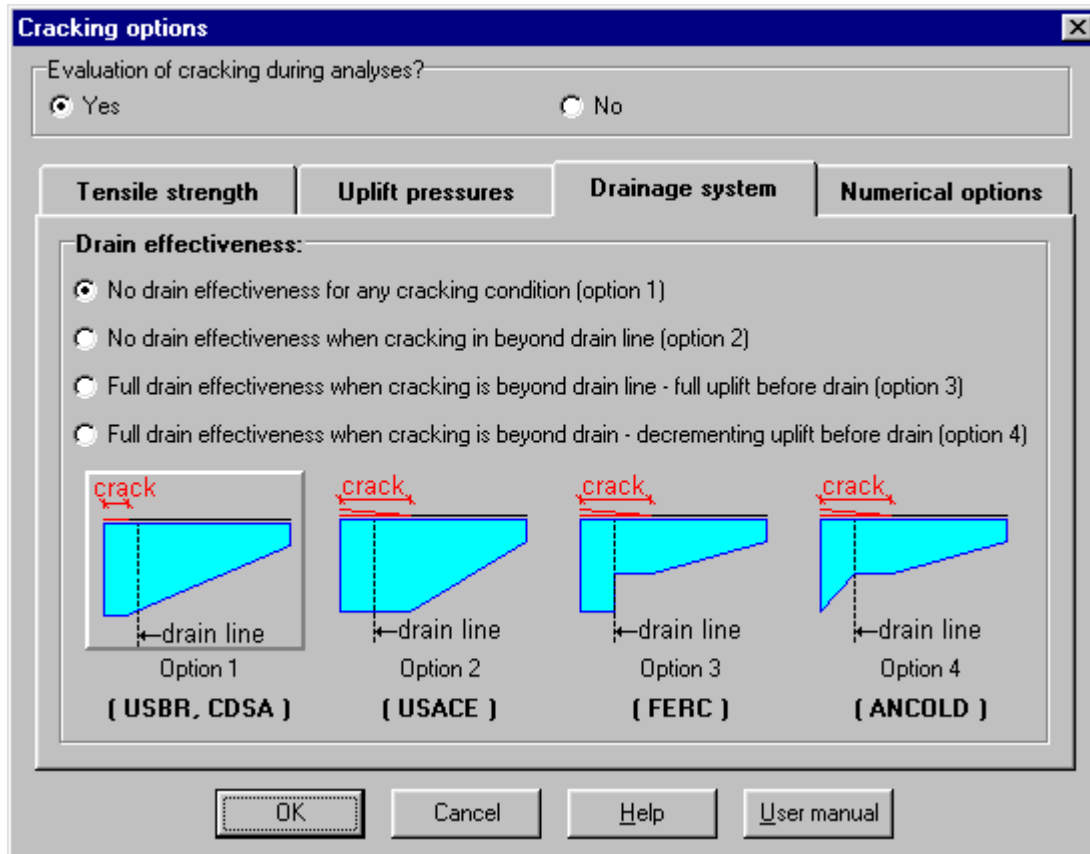 Cracking options
Evaluation of cracking during analyses?
Yes No
Tensile strength Uplift pressures Drainage system Numerical options
Drain effectiveness:
No drain effectiveness for any cracking condition (option 1)
No drain effectiveness when cracking in beyond drain line (option 2)
Full drain effectiveness when cracking is beyond drain line - full uplift before drain (option 3)
Full drain effectiveness when cracking is beyond drain - decrementing uplift before drain (option 4)
crack crack crack crack
drain line drain line drain line drain line
Option 1 Option 2 Option 3 Option 4
( USBR, CDSA ) ( USACE ) ( FERC ) ( ANCOLD )
OK Cancel Help User manual